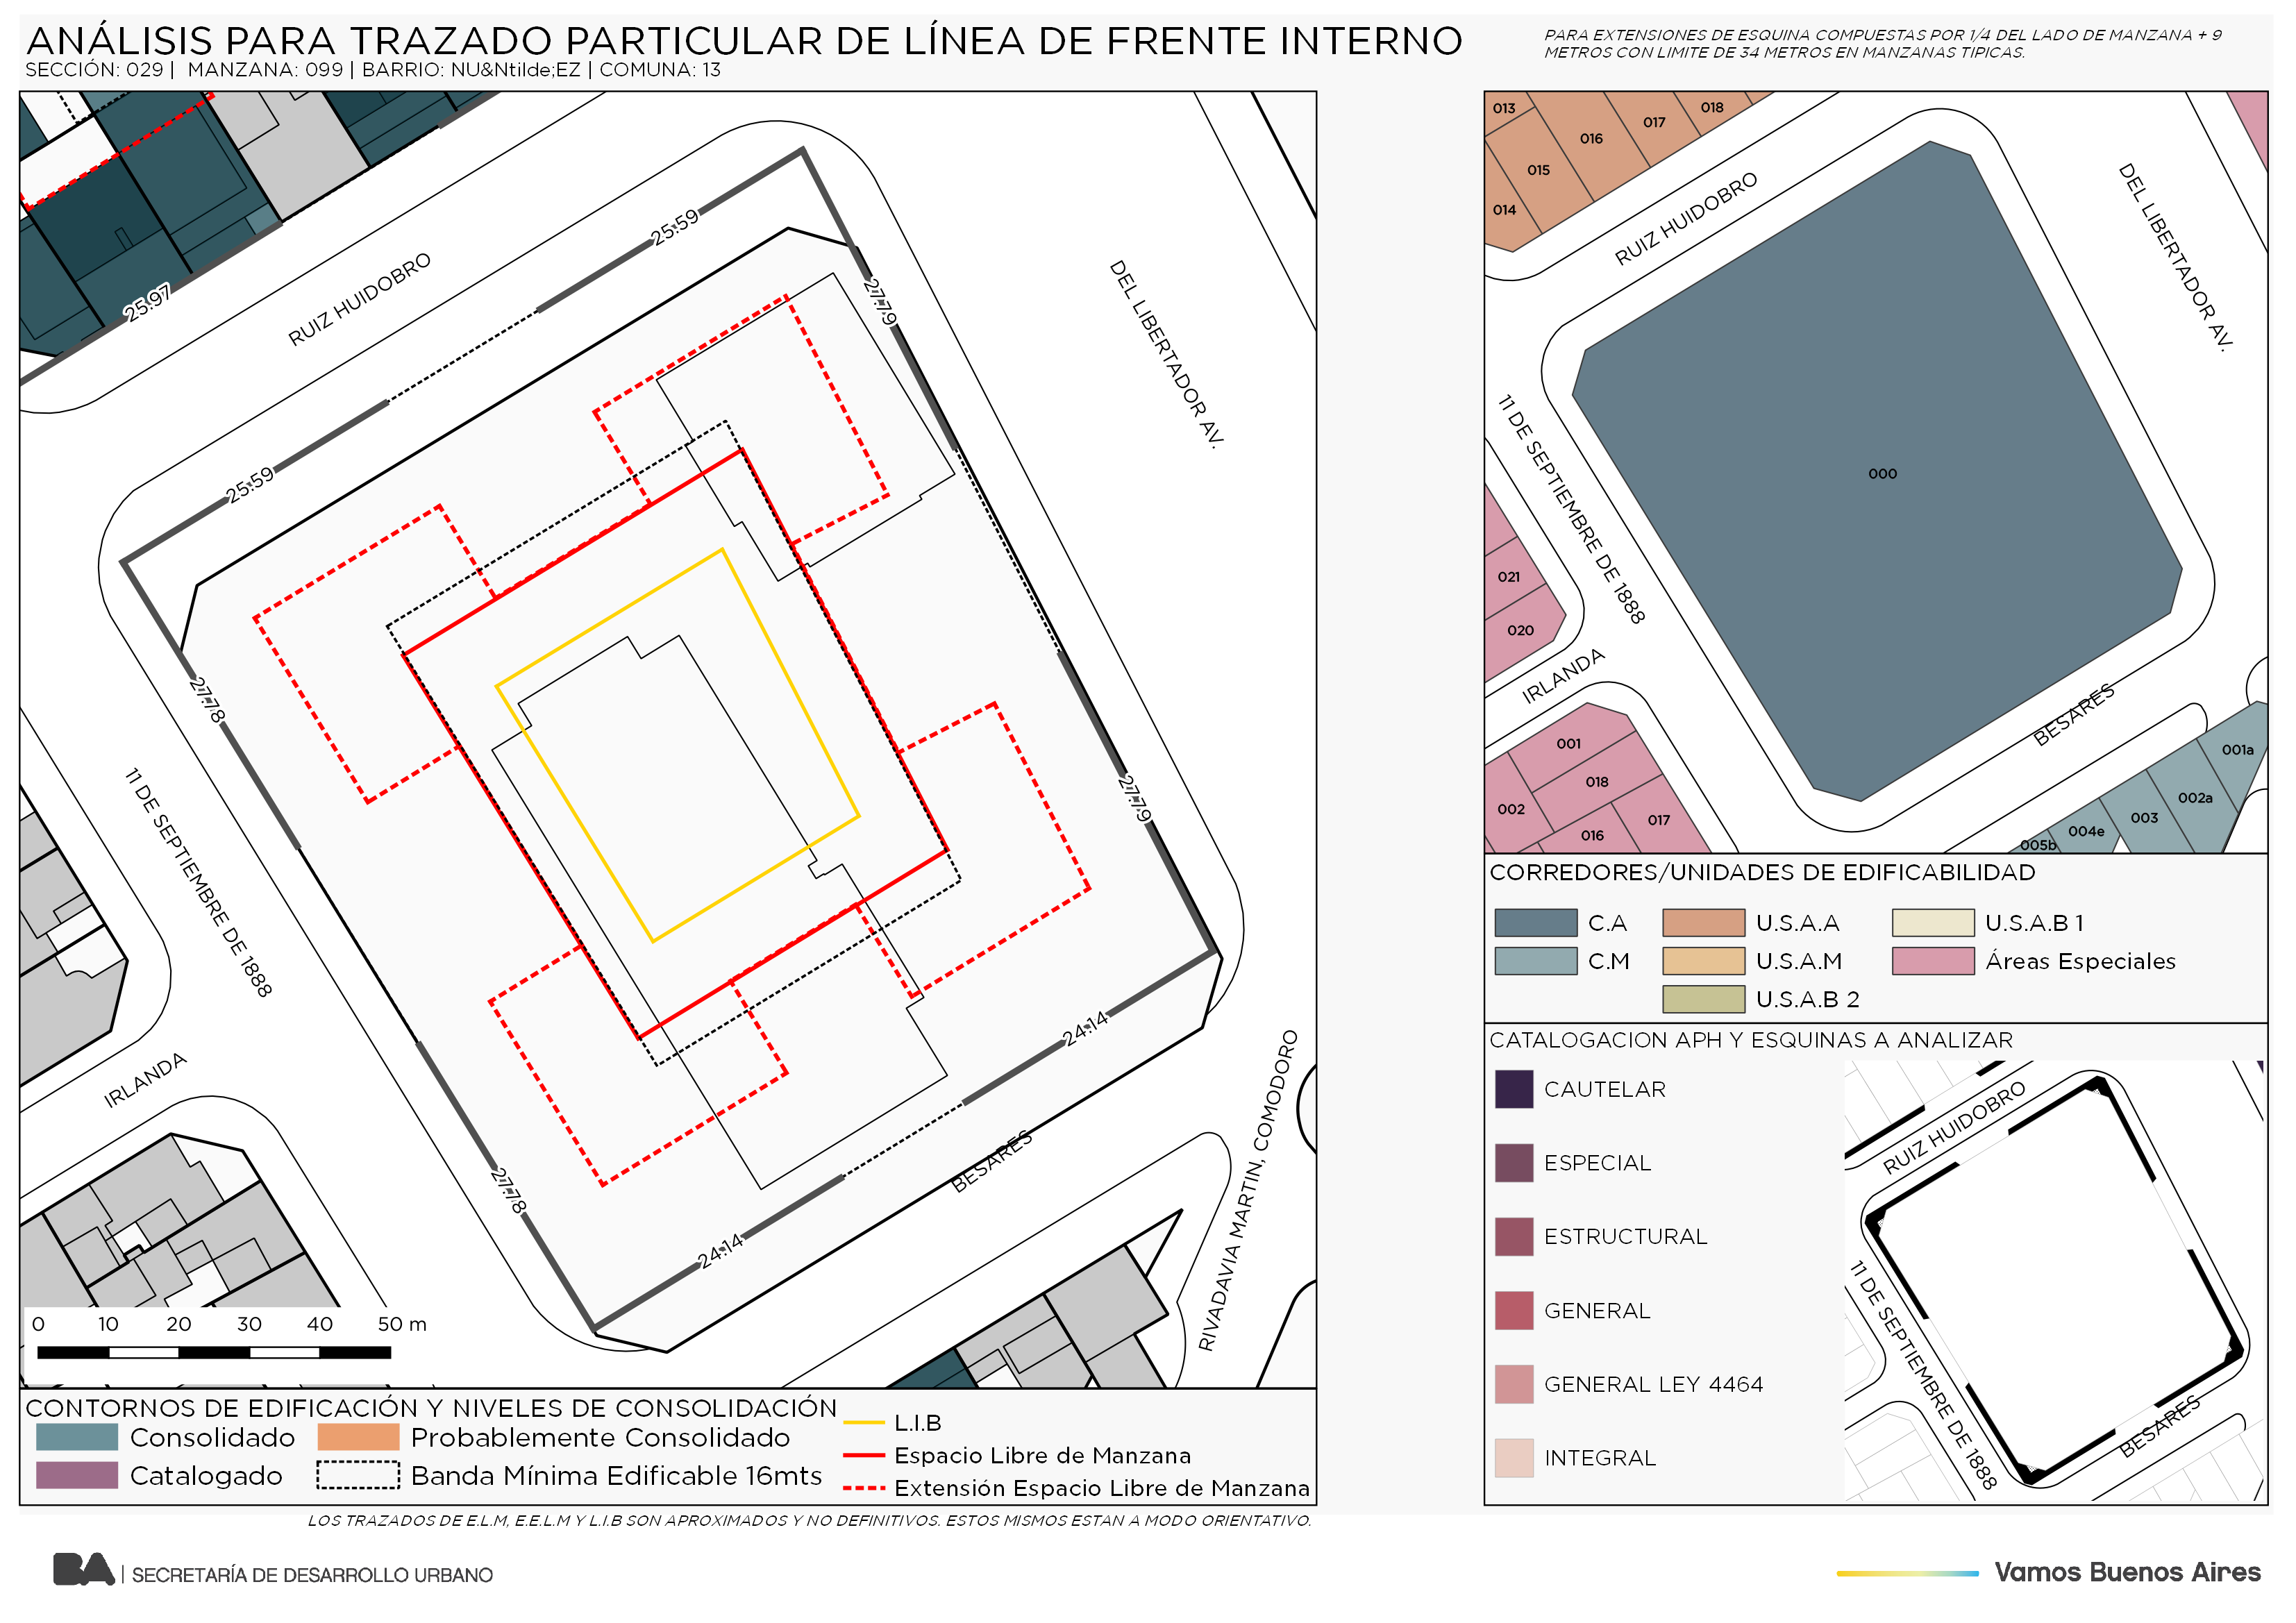 ANÁLISIS PARA TRAZADO PARTICULAR DE LÍNEA DE FRENTE INTERNO
SECCIÓN: 029 | MANZANA: 099 | BARRIO: NU&Ntilde;EZ | COMUNA: 13
PARA EXTENSIONES DE ESQUINA COMPUESTAS POR 1/4 DEL LADO DE MANZANA + 9
METROS CON LIMITE DE 34 METROS EN MANZANAS TIPICAS.
25.59
25.97
RUIZ HUIDOBRO
27.79
DEL LIBERTADOR AV.
25.59
27.78
27.79
11 DE SEPTIEMBRE DE 1888
24.14
IRLANDA
BESARES
27.78
24.14
RIVADAVIA MARTIN, COMODORO
0 10 20 30 40 50 m
CONTORNOS DE EDIFICACIÓN Y NIVELES DE CONSOLIDACIÓN
Consolidado
Probablemente Consolidado
Catalogado
Banda Mínima Edificable 16mts
L.I.B
Espacio Libre de Manzana
Extensión Espacio Libre de Manzana
LOS TRAZADOS DE E.L.M, E.E.L.M Y L.I.B SON APROXIMADOS Y NO DEFINITIVOS. ESTOS MISMOS ESTAN A MODO ORIENTATIVO.
013
018
017
016
015
014
RUIZ HUIDOBRO
DEL LIBERTADOR AV.
000
11 DE SEPTIEMBRE DE 1888
021
020
IRLANDA
BESARES
001
018
002
017
016
001a
002a
003
004e
005b
CORREDORES/UNIDADES DE EDIFICABILIDAD
C.A
U.S.A.A
U.S.A.B 1
C.M
U.S.A.M
Áreas Especiales
U.S.A.B 2
CATALOGACION APH Y ESQUINAS A ANALIZAR
CAUTELAR
ESPECIAL
ESTRUCTURAL
GENERAL
GENERAL LEY 4464
INTEGRAL
RUIZ HUIDOBRO
11 DE SEPTIEMBRE DE 1888
BESARES
BA | SECRETARÍA DE DESARROLLO URBANO
Vamos Buenos Aires